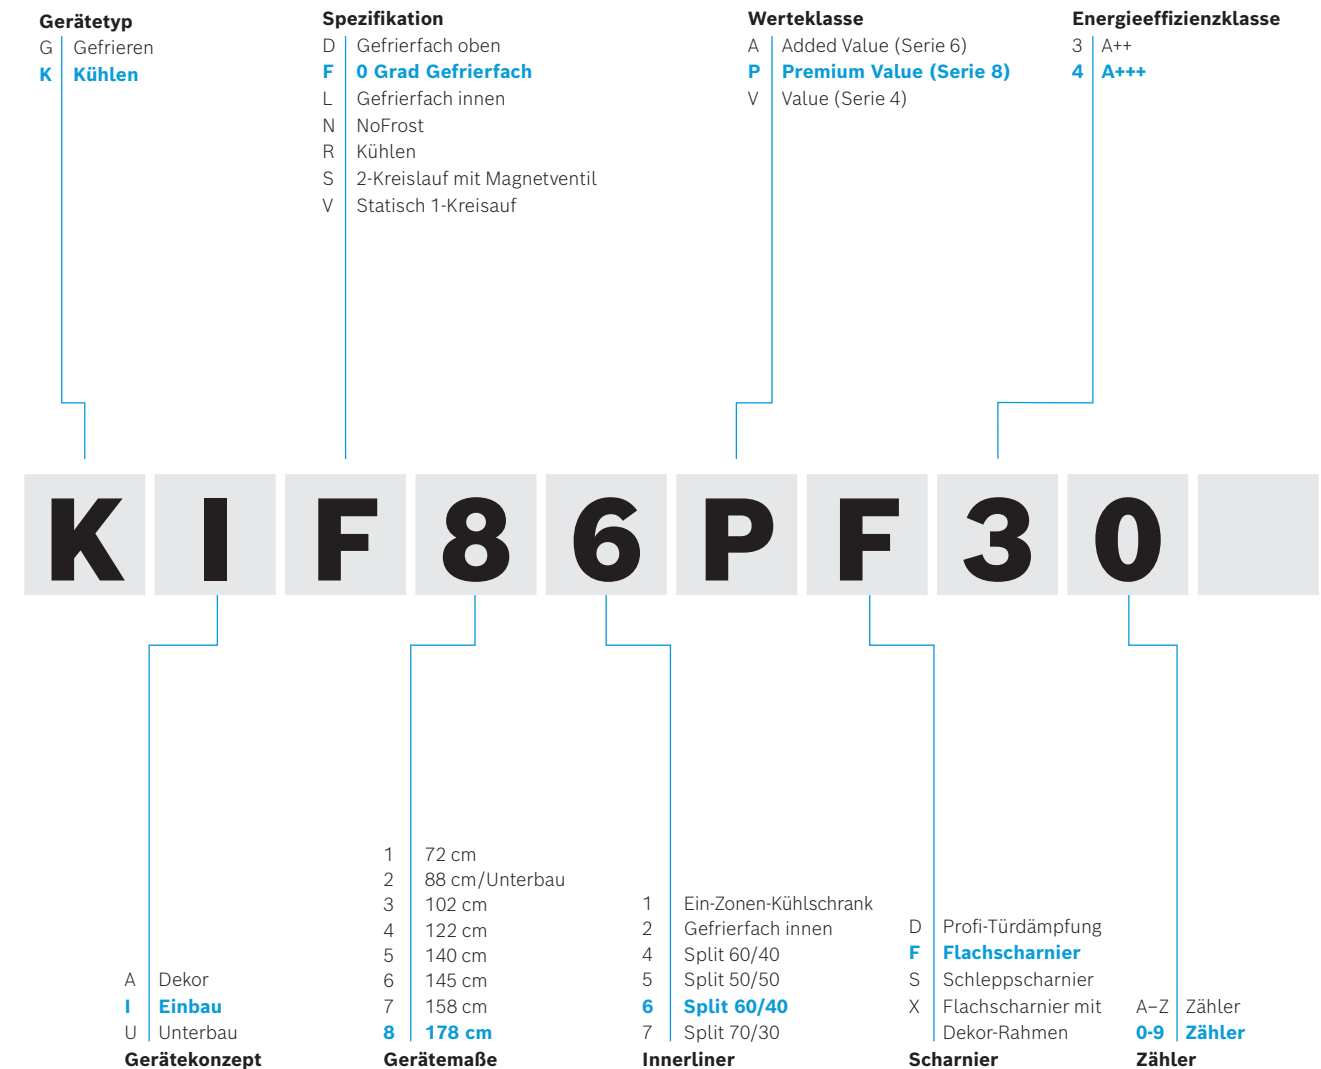 Gerätetyp
G Gefrieren
K Kühlen
Spezifikation
D Gefrierfach oben
F 0 Grad Gefrierfach
L Gefrierfach innen
N NoFrost
R Kühlen
S 2-Kreislauf mit Magnetventil
V Statisch 1-Kreisauf
Werteklasse
A Added Value (Serie 6)
P Premium Value (Serie 8)
V Value (Serie 4)
Energieeffizienzklasse
3 A++
4 A+++
K I F 8 6 P F 3 0
A Dekor
I Einbau
U Unterbau
Gerätekonzept
1 72 cm
2 88 cm/Unterbau
3 102 cm
4 122 cm
5 140 cm
6 145 cm
7 158 cm
8 178 cm
Gerätemaße
1 Ein-Zonen-Kühlschrank
2 Gefrierfach innen
4 Split 60/40
5 Split 50/50
6 Split 60/40
7 Split 70/30
Innerliner
D Profi-Türdämpfung
F Flachscharnier
S Schleppscharnier
X Flachscharnier mit
Dekor-Rahmen
Scharnier
A–Z Zähler
0-9 Zähler
Zähler